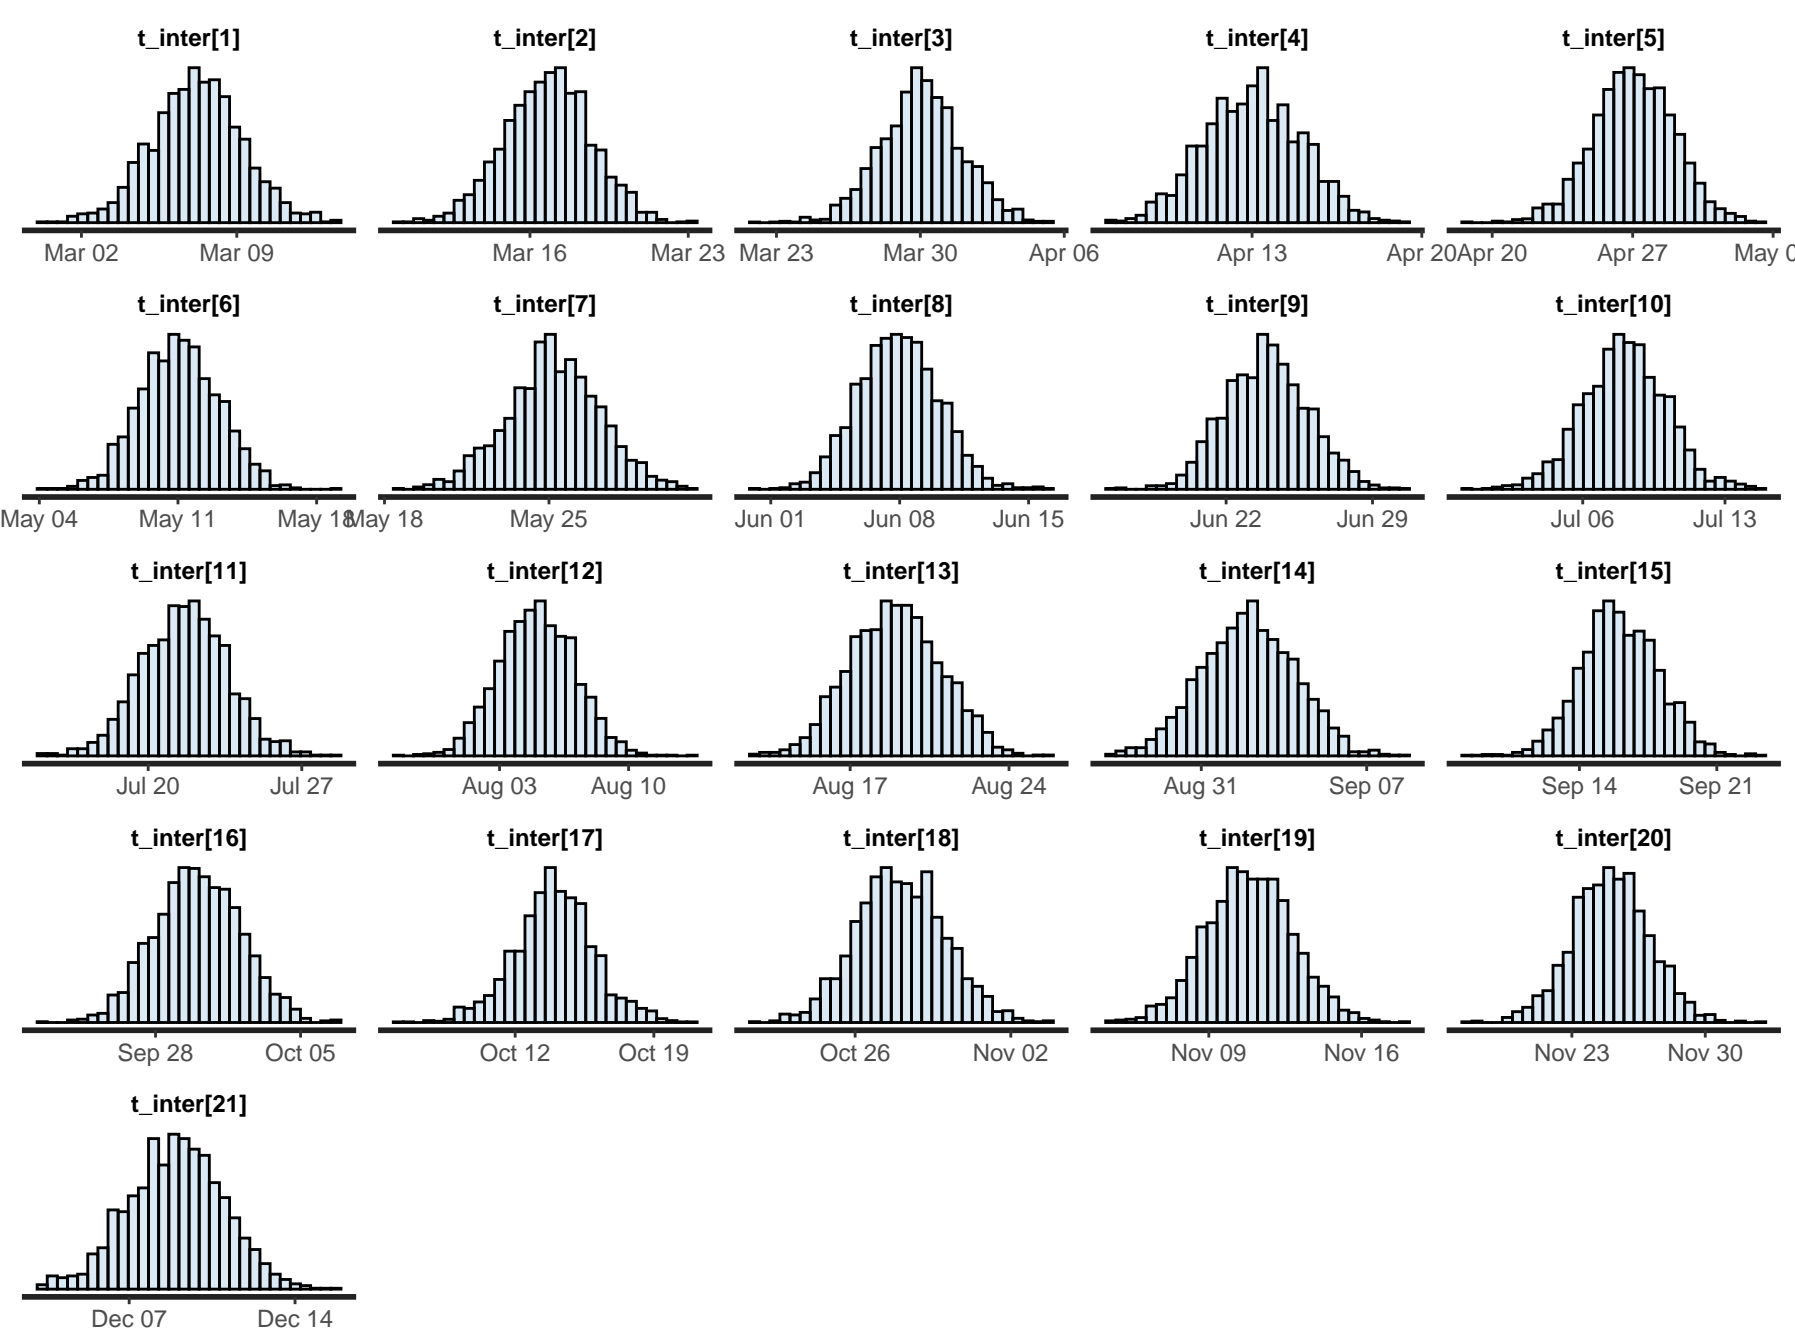 t_inter[1] t_inter[2] t_inter[3] t_inter[4] t_inter[5]
Mar 02 Mar 09 Mar 16 Mar 23 Mar 23 Mar 30 Apr 06 Apr 13 Apr 20 Apr 20 Apr 27 May 0
t_inter[6] t_inter[7] t_inter[8] t_inter[9] t_inter[10]
May 04 May 11 May 18 May 18 May 25 Jun 01 Jun 08 Jun 15 Jun 22 Jun 29 Jul 06 Jul 13
t_inter[11] t_inter[12] t_inter[13] t_inter[14] t_inter[15]
Jul 20 Jul 27 Aug 03 Aug 10 Aug 17 Aug 24 Aug 31 Sep 07 Sep 14 Sep 21
t_inter[16] t_inter[17] t_inter[18] t_inter[19] t_inter[20]
Sep 28 Oct 05 Oct 12 Oct 19 Oct 26 Nov 02 Nov 09 Nov 16 Nov 23 Nov 30
t_inter[21]
Dec 07 Dec 14